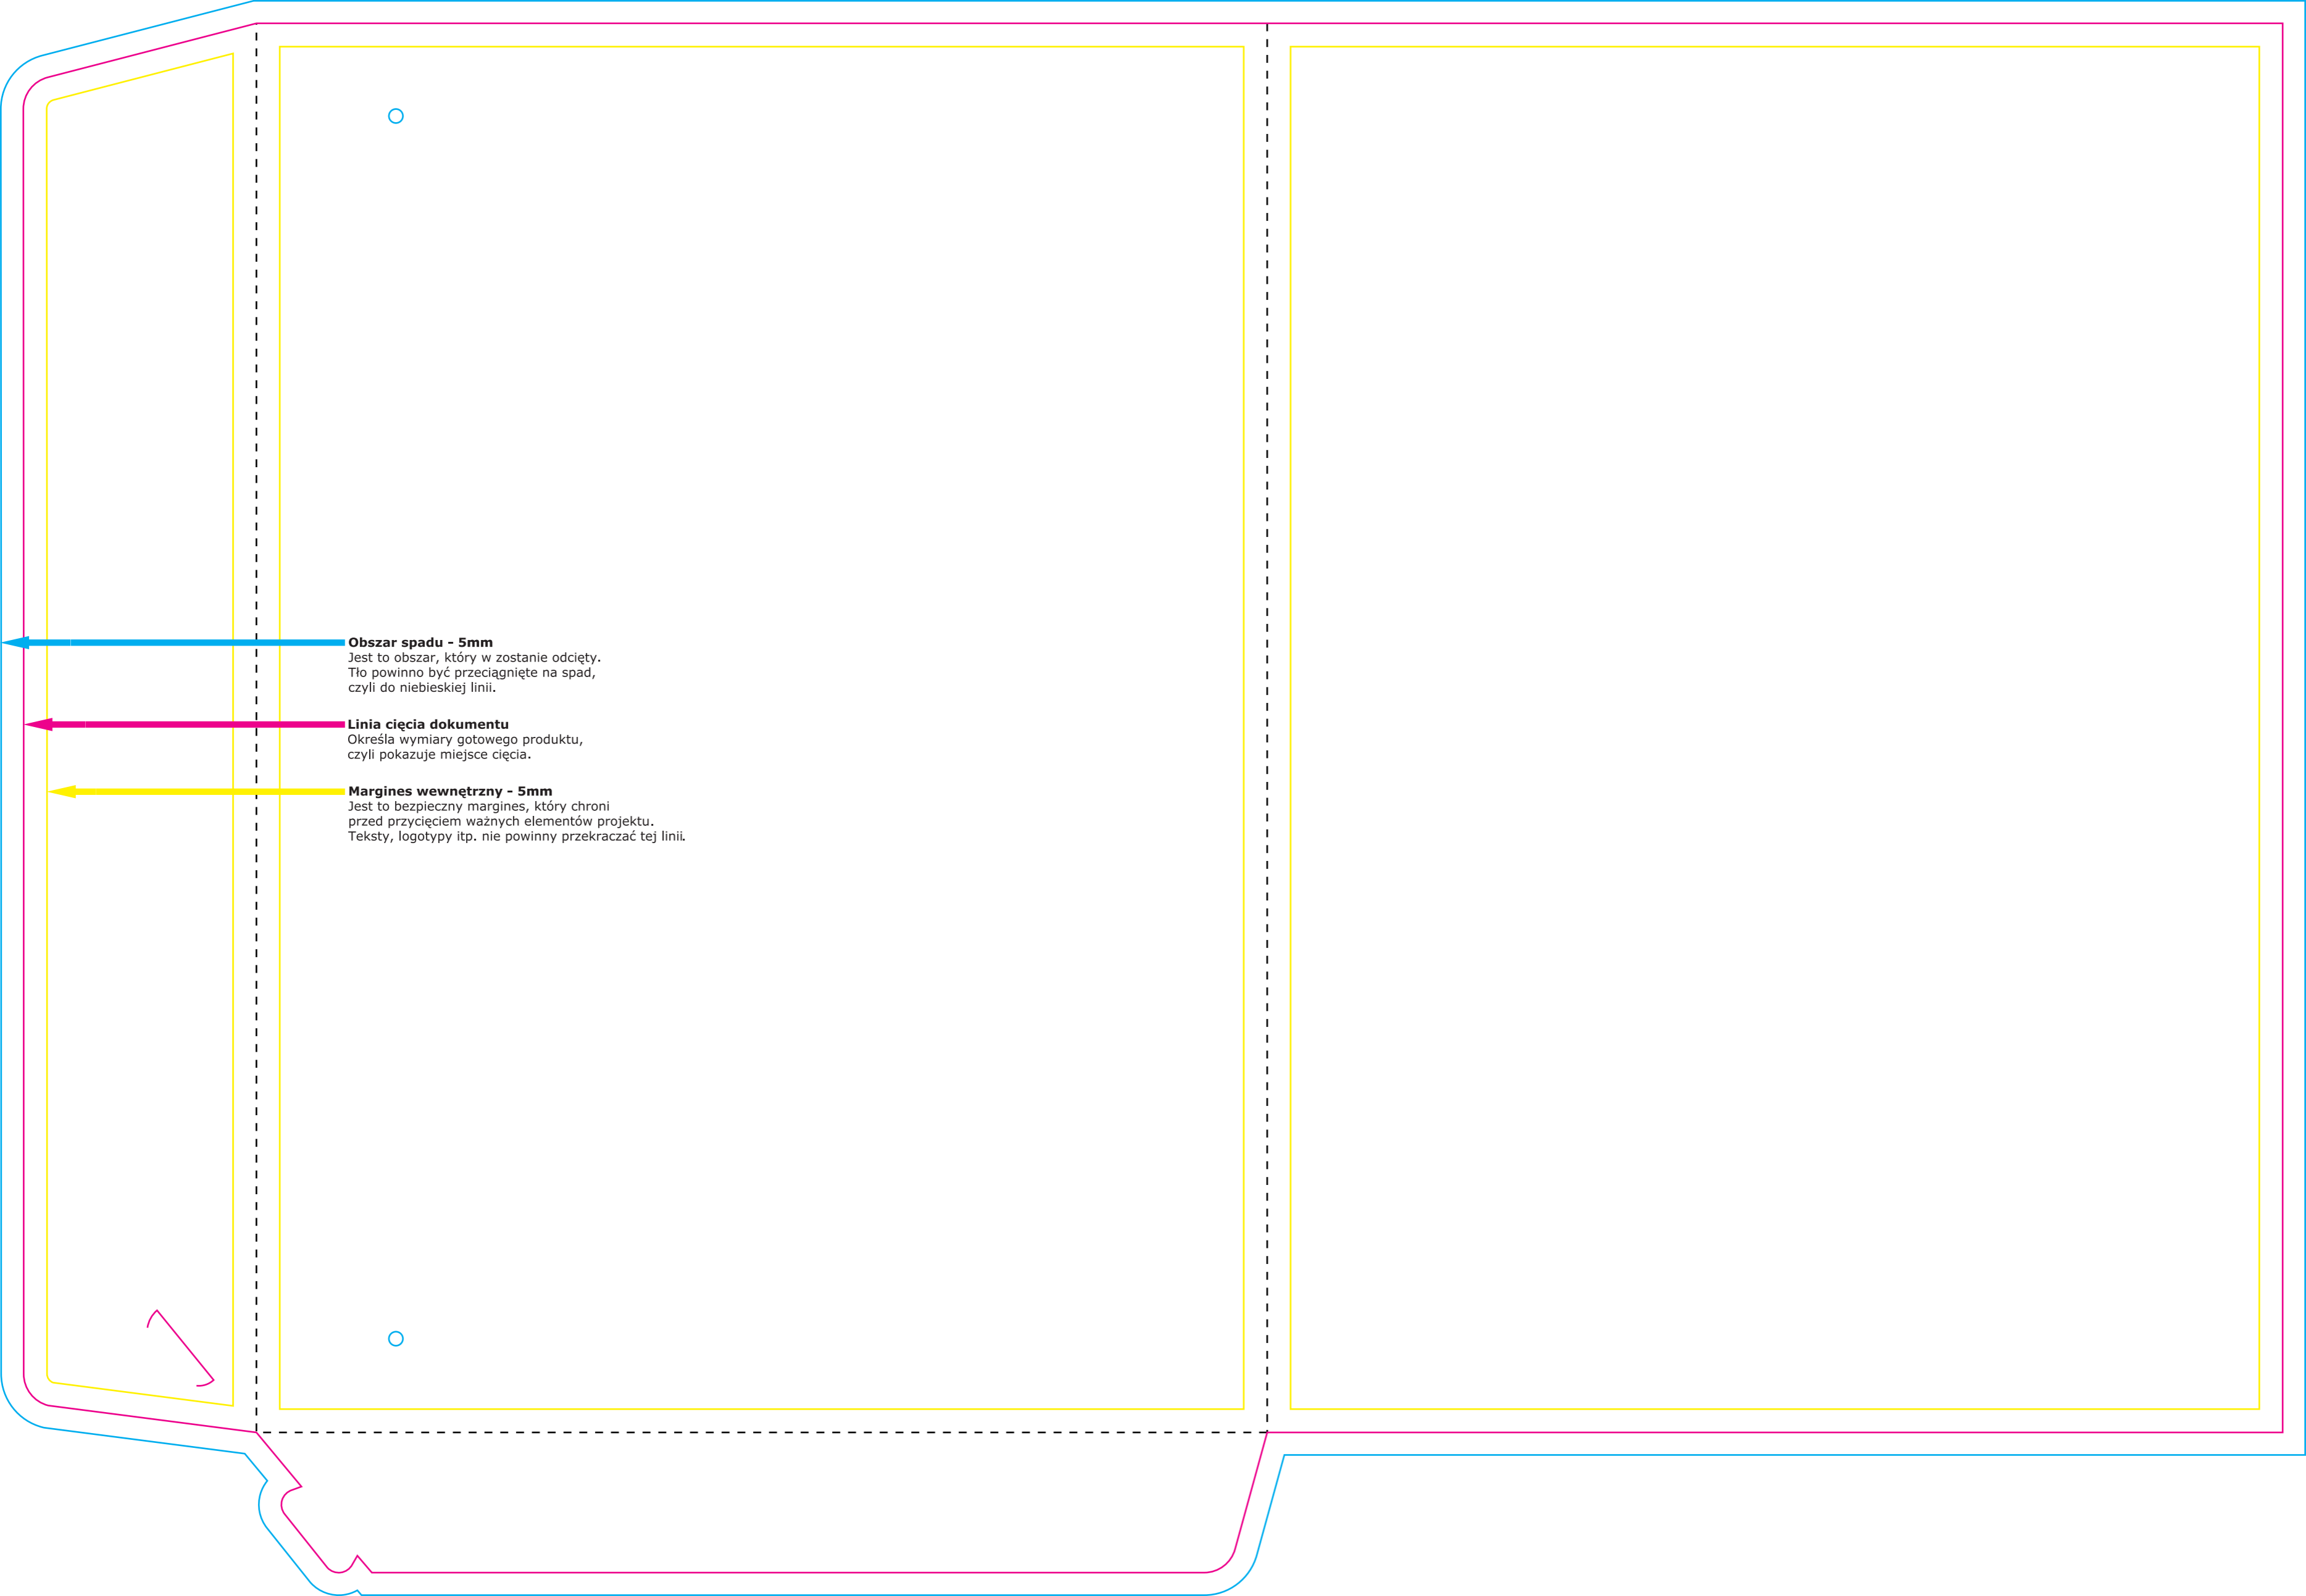 Obszar spadu - 5mm
Jest to obszar, który w zostanie odcięty.
Tło powinno być przeciągnięte na spad,
czyli do niebieskiej linii.
Linia cięcia dokumentu
Określa wymiary gotowego produktu,
czyli pokazuje miejsce cięcia.
Margines wewnętrzny - 5mm
Jest to bezpieczny margines, który chroni
przed przycięciem ważnych elementów projektu.
Teksty, logotypy itp. nie powinny przekraczać tej linii.